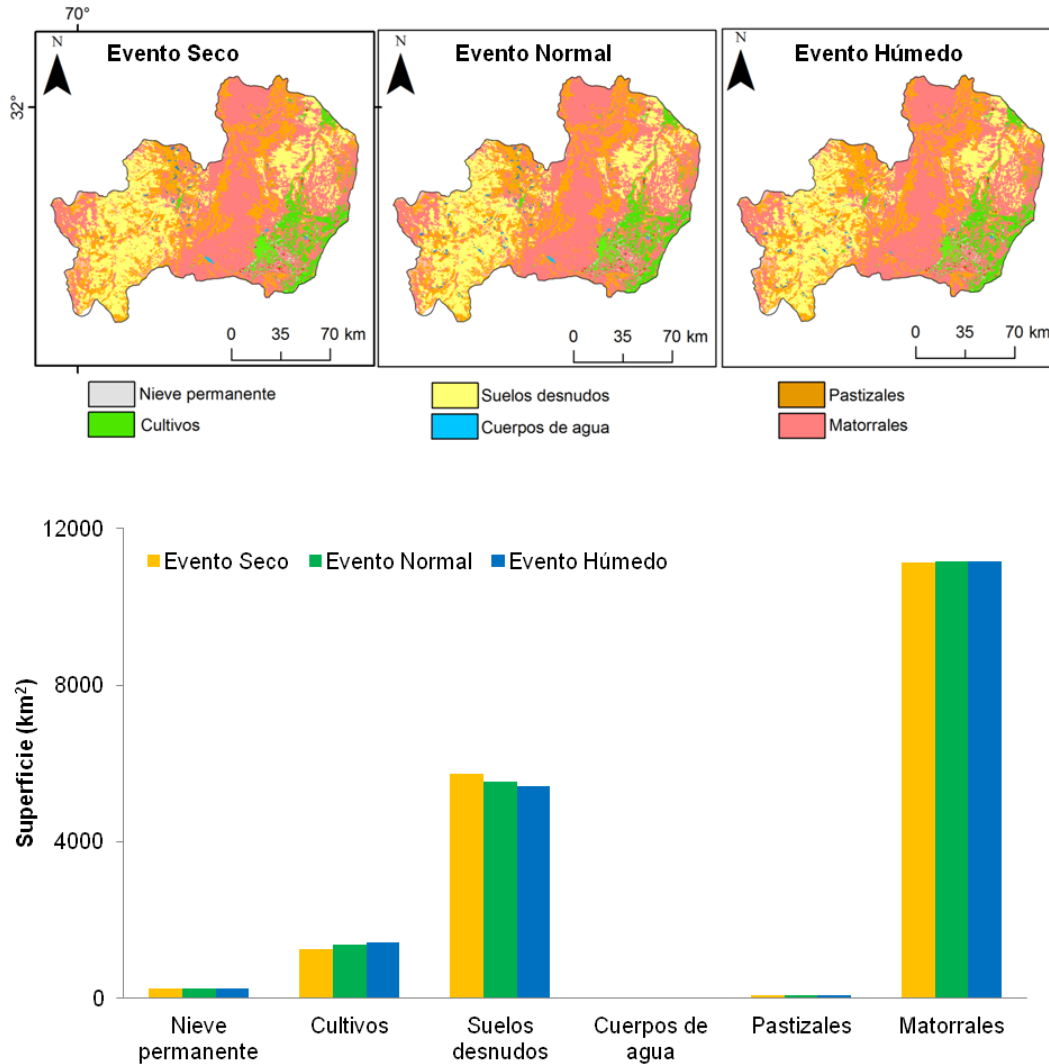 70°
32°
N
Evento Seco
0 35 70 km
N
Evento Normal
0 35 70 km
N
Evento Húmedo
0 35 70 km
Nieve permanente
Suelos desnudos
Pastizales
Cultivos
Cuerpos de agua
Matorrales
Evento Seco Evento Normal Evento Húmedo
Superficie (km²)
12000
8000
4000
0
Nieve
permanente
Cultivos
Suelos
desnudos
Cuerpos de
agua
Pastizales
Matorrales